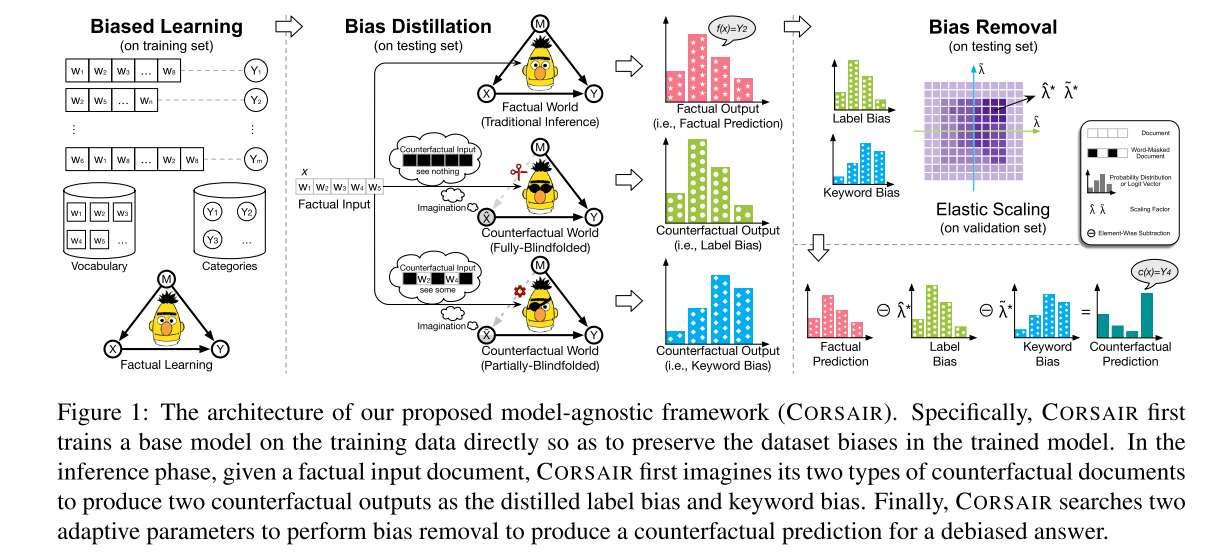 Biased Learning
(on training set)
W₁ W₂ W₃ … W₈ Y₁
W₂ W₅ … Wₙ Y₂
⋮ ⋮
W₆ W₁ W₈ … W₂ W₈ Yₘ
W₁ W₂ W₃
W₄ W₅ …
Vocabulary
Y₁ Y₂
Y₃ …
Categories
M
X Y
Factual Learning
Bias Distillation
(on testing set)
M
X Y
Factual World
(Traditional Inference)
Counterfactual Input
see nothing
x
W₁ W₂ W₃ W₄ W₅
Factual Input
Imagination
M
X̂ Y
Counterfactual World
(Fully-Blindfolded)
Counterfactual Input
W₂ W₄
see some
Imagination
M
X̃ Y
Counterfactual World
(Partially-Blindfolded)
f(x)=Y₂
Factual Output
(i.e., Factual Prediction)
Counterfactual Output
(i.e., Label Bias)
Counterfactual Output
(i.e., Keyword Bias)
Bias Removal
(on testing set)
Label Bias
Keyword Bias
λ̃
λ̂
λ̂* λ̃*
Elastic Scaling
(on validation set)
Document
Word-Masked
Document
Probability Distribution
or Logit Vector
λ̂ λ̃ Scaling Factor
⊖ Element-Wise Subtraction
c(x)=Y₄
⊖ λ̂* ⊖ λ̃* =
Factual
Prediction
Label
Bias
Keyword
Bias
Counterfactual
Prediction
Figure 1: The architecture of our proposed model-agnostic framework (CORSAIR). Specifically, CORSAIR first
trains a base model on the training data directly so as to preserve the dataset biases in the trained model. In the
inference phase, given a factual input document, CORSAIR first imagines its two types of counterfactual documents
to produce two counterfactual outputs as the distilled label bias and keyword bias. Finally, CORSAIR searches two
adaptive parameters to perform bias removal to produce a counterfactual prediction for a debiased answer.